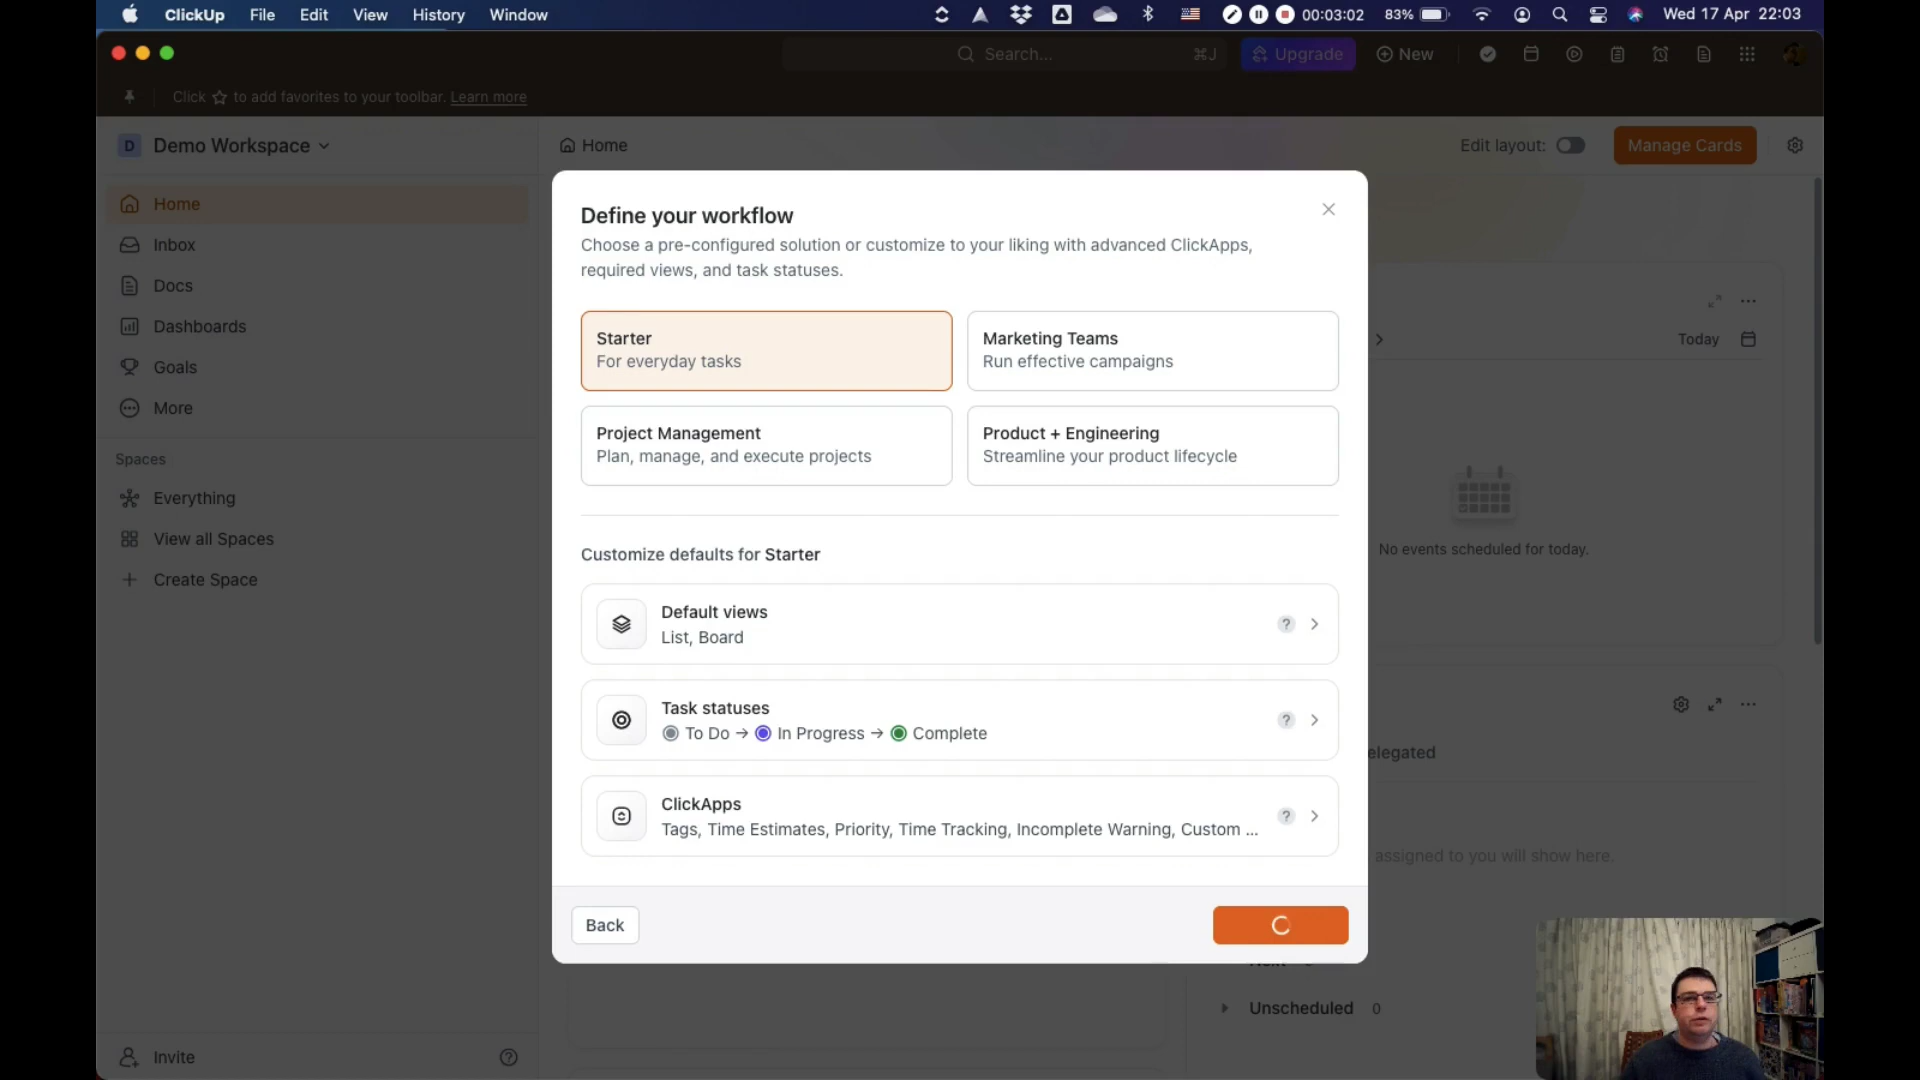 ClickUp File Edit View History Window 00:03:02 83% Wed 17 Apr 22:03
Search... ⌘J Upgrade New
Click ☆ to add favorites to your toolbar. Learn more
D Demo Workspace
Home
Edit layout: Manage Cards
Home
Inbox
Docs
Dashboards
Goals
More
Spaces
Everything
View all Spaces
Create Space
Invite
Define your workflow
Choose a pre-configured solution or customize to your liking with advanced ClickApps,
required views, and task statuses.
Starter
For everyday tasks
Marketing Teams
Run effective campaigns
Project Management
Plan, manage, and execute projects
Product + Engineering
Streamline your product lifecycle
Customize defaults for Starter
Default views
List, Board
?
Task statuses
To Do → In Progress → Complete
?
ClickApps
Tags, Time Estimates, Priority, Time Tracking, Incomplete Warning, Custom ...
?
Back
Today
No events scheduled for today.
elegated
assigned to you will show here.
Unscheduled 0